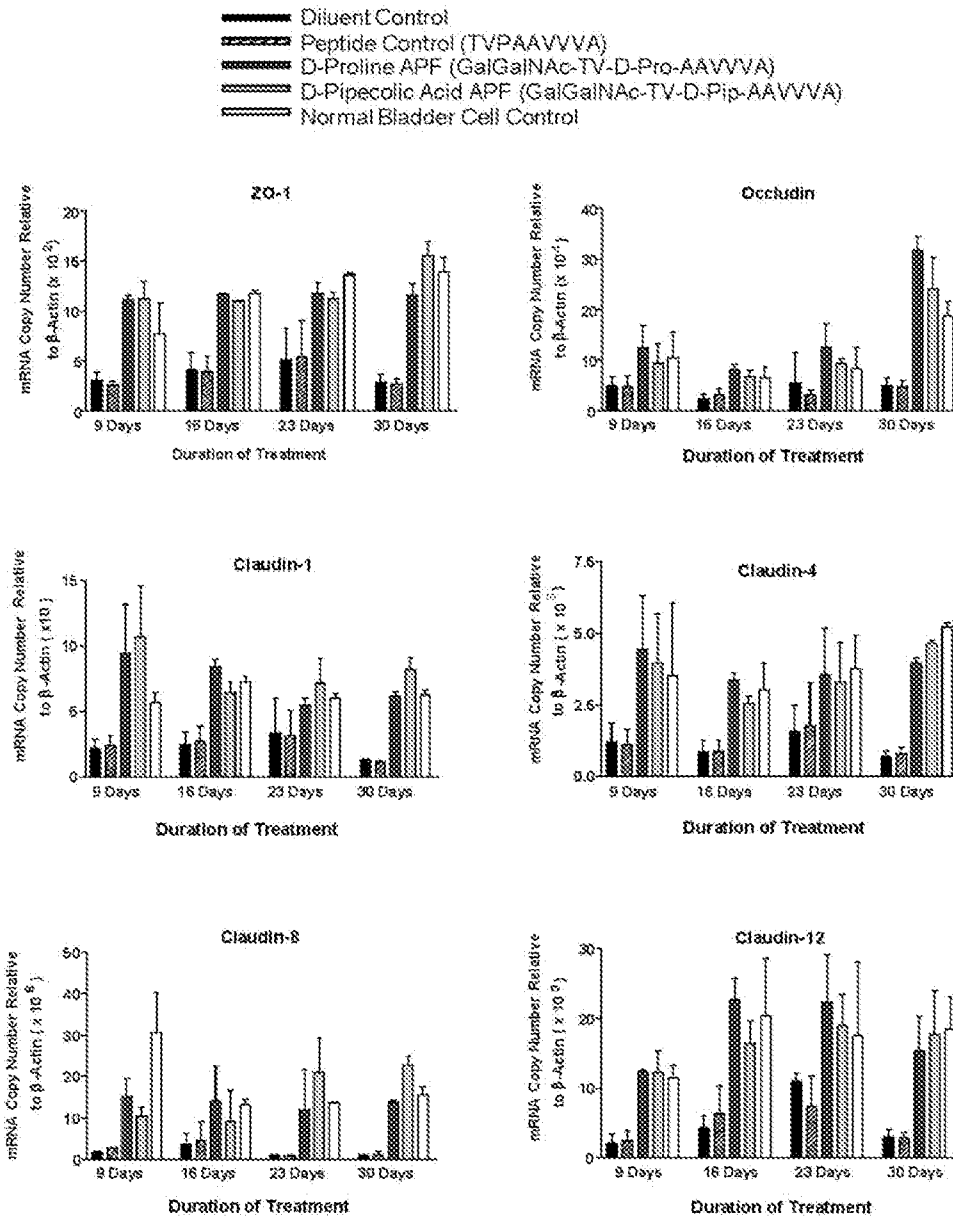 Diluent Control
Peptide Control (TVPAAVVVA)
D-Proline APF (GalGalNAc-TV-D-Pro-AAVVVA)
D-Pipecolic Acid APF (GalGalNAc-TV-D-Pip-AAVVVA)
Normal Bladder Cell Control
ZO-1
mRNA Copy Number Relative
to β-Actin (x 10⁻²)
20
15
10
5
0
9 Days
16 Days
23 Days
30 Days
Duration of Treatment
Occludin
mRNA Copy Number Relative
to β-Actin
40
30
20
10
0
9 Days
16 Days
23 Days
30 Days
Duration of Treatment
Claudin-1
mRNA Copy Number Relative
to β-Actin
15
10
5
0
9 Days
16 Days
23 Days
30 Days
Duration of Treatment
Claudin-4
mRNA Copy Number Relative
to β-Actin
7.5
5.0
2.5
0.0
9 Days
16 Days
23 Days
30 Days
Duration of Treatment
Claudin-8
mRNA Copy Number Relative
to β-Actin
50
40
30
20
10
0
9 Days
16 Days
23 Days
30 Days
Duration of Treatment
Claudin-12
mRNA Copy Number Relative
to β-Actin
30
20
10
0
9 Days
16 Days
23 Days
30 Days
Duration of Treatment